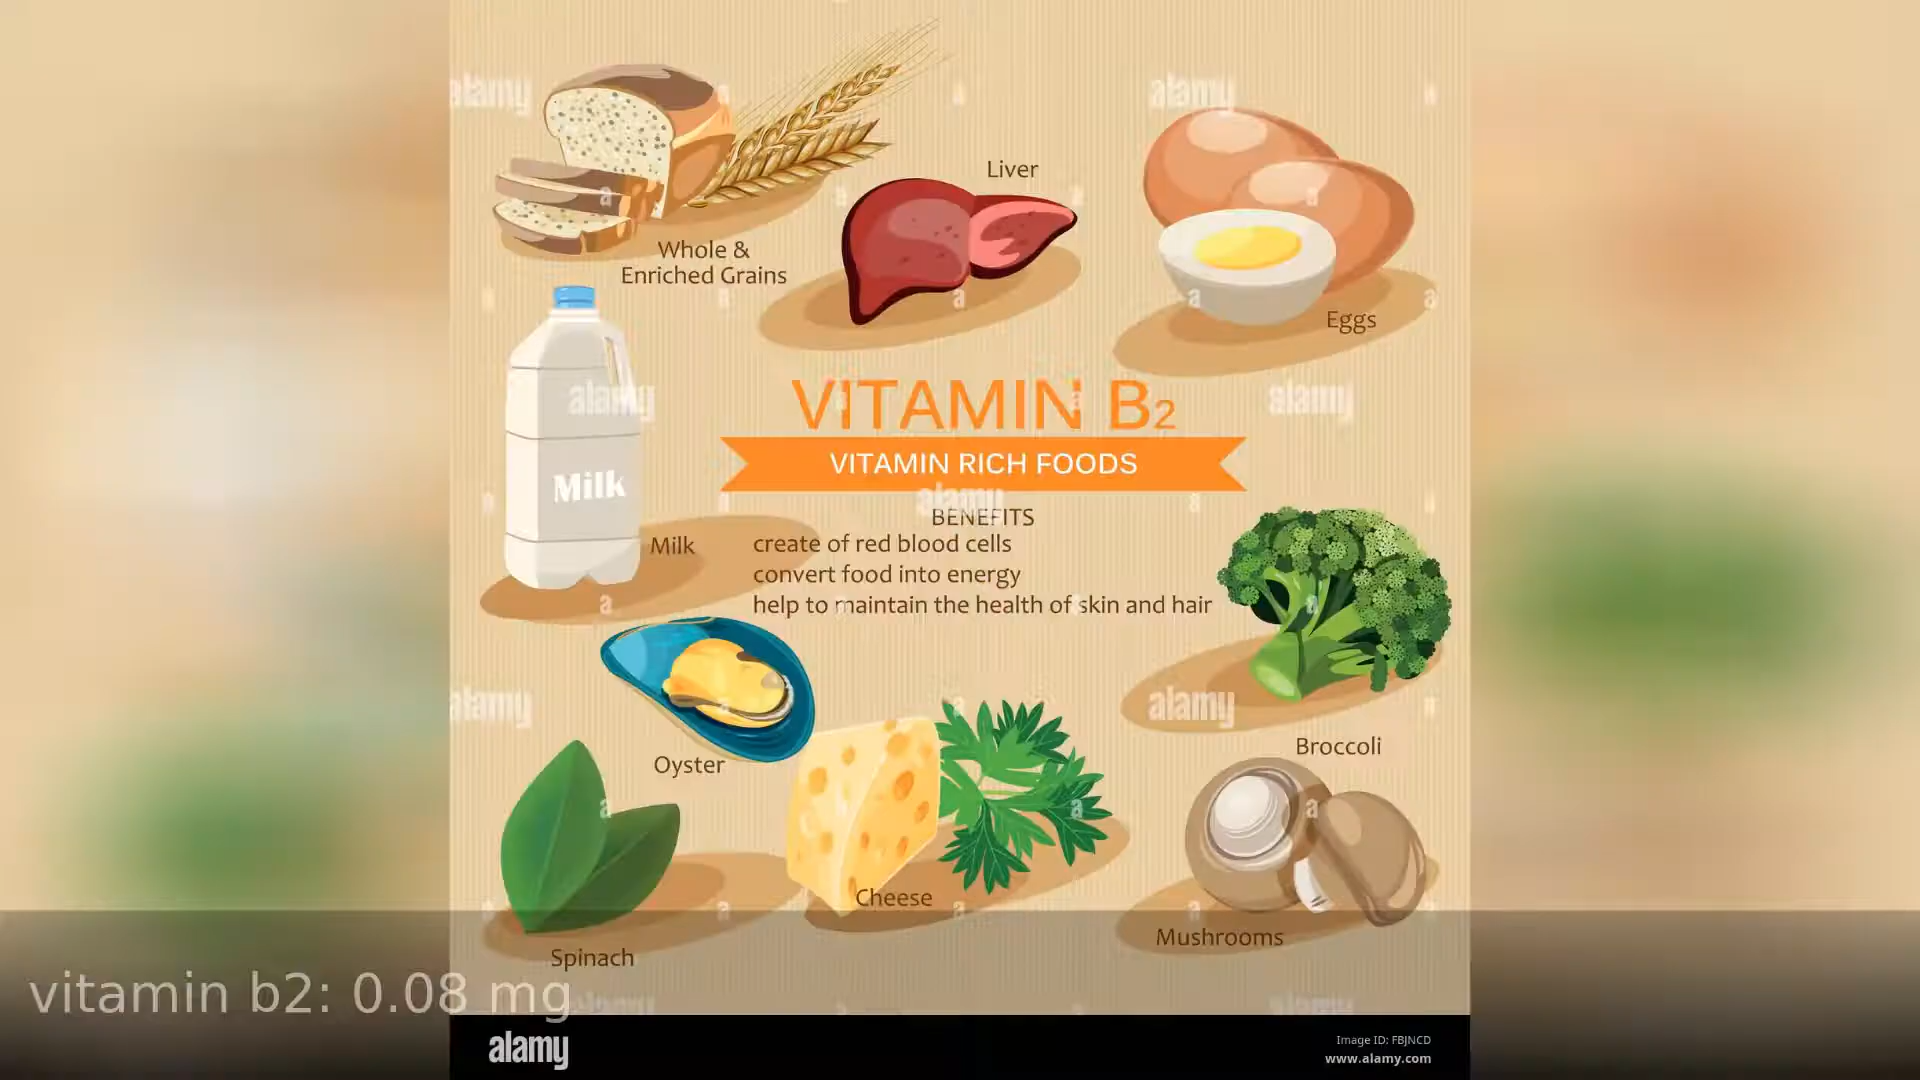 Liver
Whole &
Enriched Grains
Eggs
VITAMIN B2
VITAMIN RICH FOODS
Milk
Milk
BENEFITS
create of red blood cells
convert food into energy
help to maintain the health of skin and hair
Broccoli
Oyster
Cheese
Mushrooms
Spinach
vitamin b2: 0.08 mg
alamy
Image ID: FBJNCD
www.alamy.com